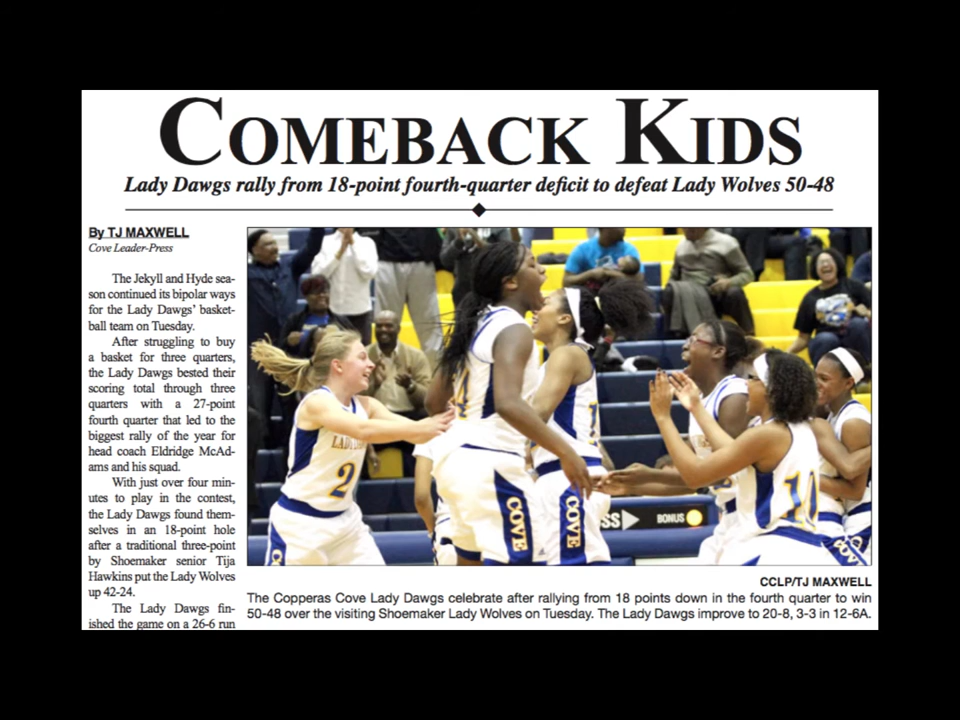 COMEBACK KIDS
Lady Dawgs rally from 18-point fourth-quarter deficit to defeat Lady Wolves 50-48
By TJ MAXWELL
Cove Leader-Press
The Jekyll and Hyde sea-
son continued its bipolar ways
for the Lady Dawgs' basket-
ball team on Tuesday.
After struggling to buy
a basket for three quarters,
the Lady Dawgs bested their
scoring total through three
quarters with a 27-point
fourth quarter that led to the
biggest rally of the year for
head coach Eldridge McAd-
ams and his squad.
With just over four min-
utes to play in the contest,
the Lady Dawgs found them-
selves in an 18-point hole
after a traditional three-point
by Shoemaker senior Tija
Hawkins put the Lady Wolves
up 42-24.
The Lady Dawgs fin-
ished the game on a 26-6 run
2
COVE
COVE
BONUS
CCLP/TJ MAXWELL
The Copperas Cove Lady Dawgs celebrate after rallying from 18 points down in the fourth quarter to win
50-48 over the visiting Shoemaker Lady Wolves on Tuesday. The Lady Dawgs improve to 20-8, 3-3 in 12-6A.